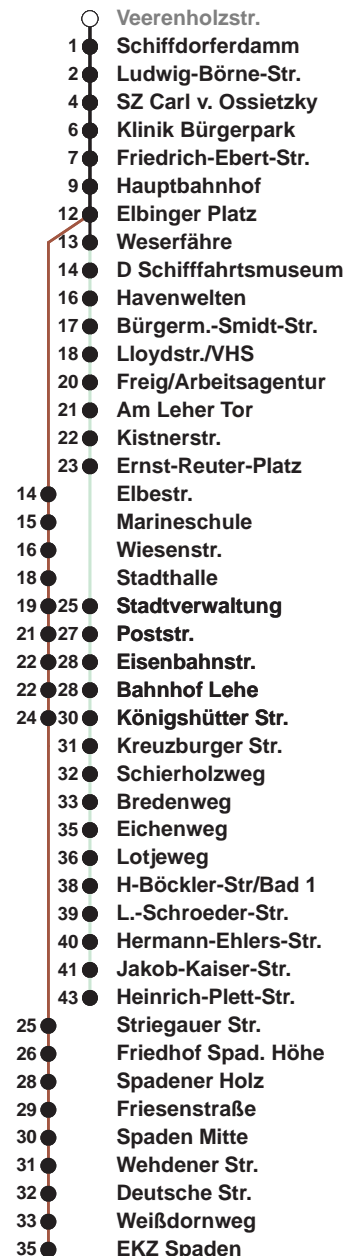 Veerenholzstr.
1 Schiffdorferdamm
2 Ludwig-Börne-Str.
4 SZ Carl v. Ossietzky
6 Klinik Bürgerpark
7 Friedrich-Ebert-Str.
9 Hauptbahnhof
12 Elbinger Platz
13 Weserfähre
14 D Schifffahrtsmuseum
16 Havenwelten
17 Bürgerm.-Smidt-Str.
18 Lloydstr./VHS
20 Freig/Arbeitsagentur
21 Am Leher Tor
22 Kistnerstr.
23 Ernst-Reuter-Platz
14 Elbestr.
15 Marineschule
16 Wiesenstr.
18 Stadthalle
19 25 Stadtverwaltung
21 27 Poststr.
22 28 Eisenbahnstr.
22 28 Bahnhof Lehe
24 30 Königshütter Str.
31 Kreuzburger Str.
32 Schierholzweg
33 Bredenweg
35 Eichenweg
36 Lotjeweg
38 H-Böckler-Str/Bad 1
39 L.-Schroeder-Str.
40 Hermann-Ehlers-Str.
41 Jakob-Kaiser-Str.
43 Heinrich-Plett-Str.
25 Striegauer Str.
26 Friedhof Spad. Höhe
28 Spadener Holz
29 Friesenstraße
30 Spaden Mitte
31 Wehdener Str.
32 Deutsche Str.
33 Weißdornweg
35 EKZ Spaden